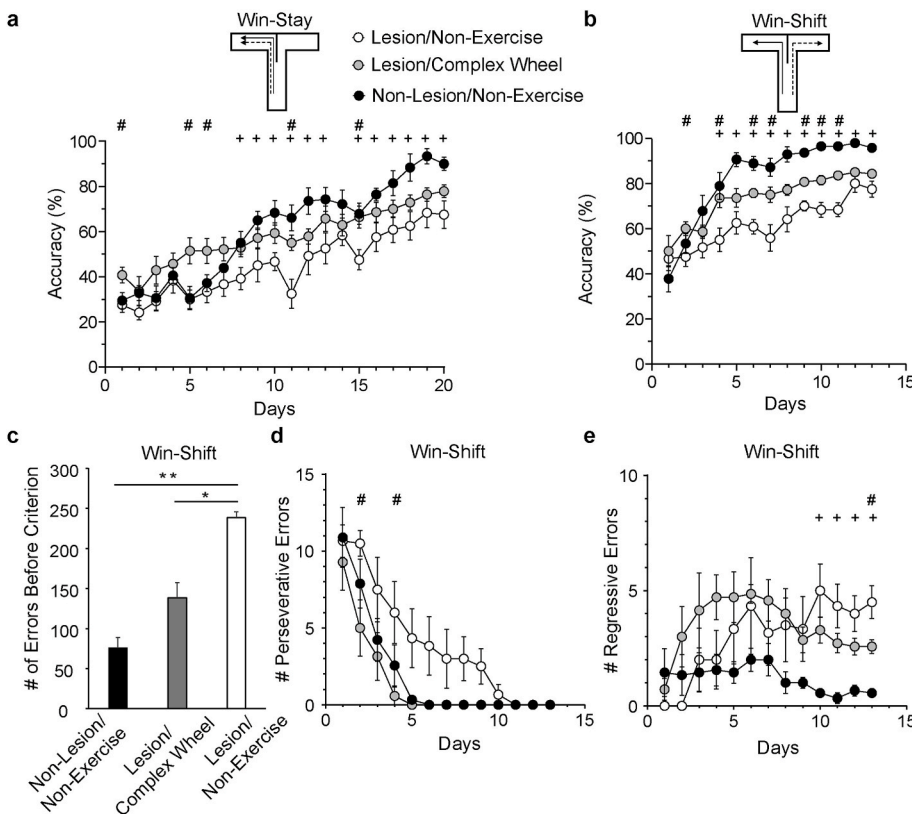 a
Win-Stay
Lesion/Non-Exercise
Lesion/Complex Wheel
Non-Lesion/Non-Exercise
# # # # #
+ + + + + + + + + + + +
100
80
60
40
20
0
Accuracy (%)
0 5 10 15 20
Days
b
Win-Shift
# # # # # # #
+ + + + + + + + + +
100
80
60
40
20
0
Accuracy (%)
0 5 10 15
Days
c
Win-Shift
300
250
200
150
100
50
0
# of Errors Before Criterion
**
*
Non-Lesion/
Non-Exercise
Lesion/
Complex Wheel
Lesion/
Non-Exercise
d
Win-Shift
# #
15
10
5
0
# Perseverative Errors
0 5 10 15
Days
e
Win-Shift
#
+ + + +
10
5
0
# Regressive Errors
0 5 10 15
Days